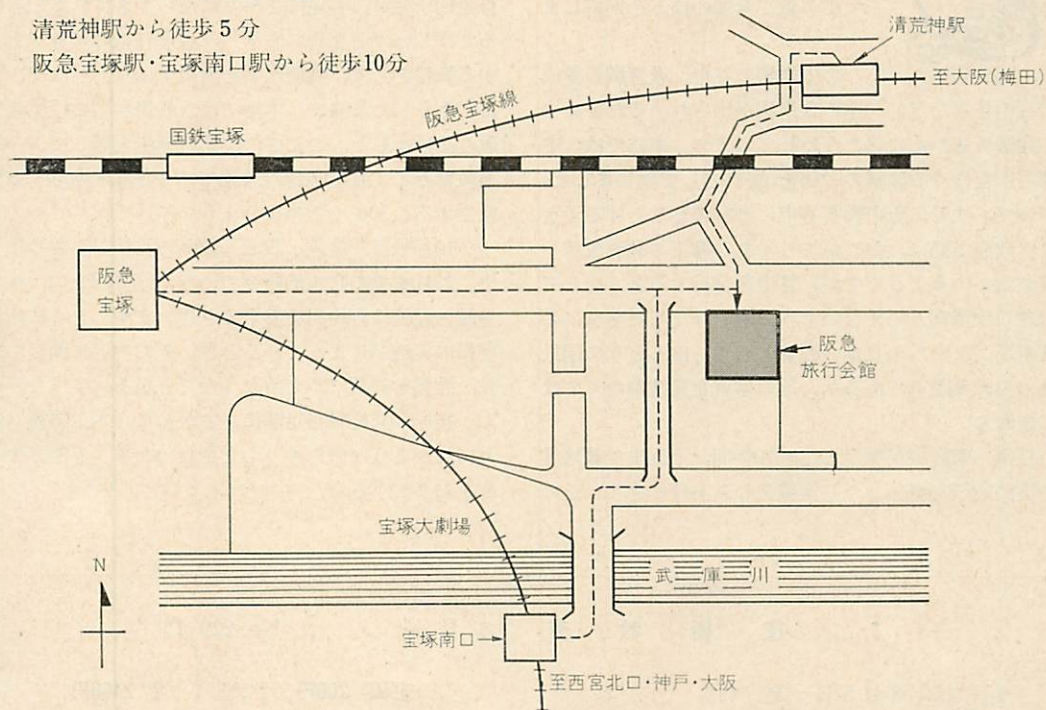 清荒神駅から徒歩5分
阪急宝塚駅・宝塚南口駅から徒歩10分
清荒神駅
至大阪(梅田)
阪急宝塚線
国鉄宝塚
阪急
宝塚
阪急
旅行会館
宝塚大劇場
N
武庫川
宝塚南口
至西宮北口・神戸・大阪